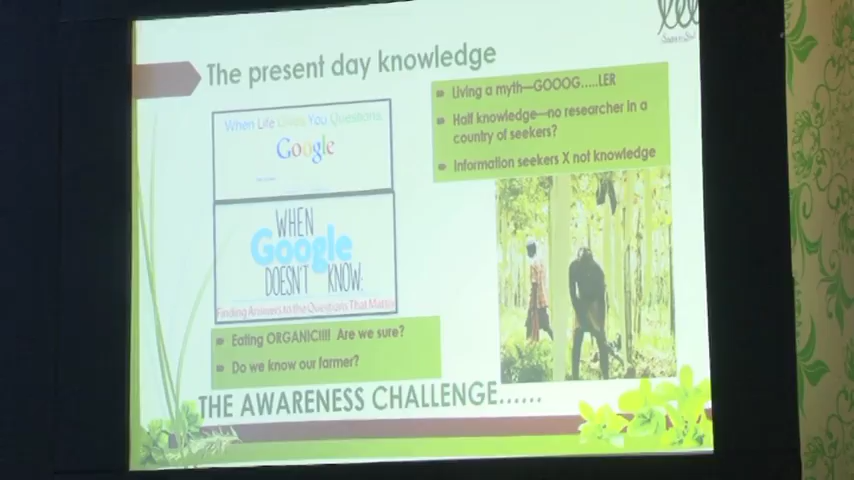 The present day knowledge
Living a myth—GOOOG.....LER
Half knowledge—no researcher in a
country of seekers?
Information seekers X not knowledge
When Life Gives You Questions,
Google
WHEN
Google
DOESN'T KNOW:
Finding Answers to the Questions That Matter
Eating ORGANIC!!!! Are we sure?
Do we know our farmer?
THE AWARENESS CHALLENGE......